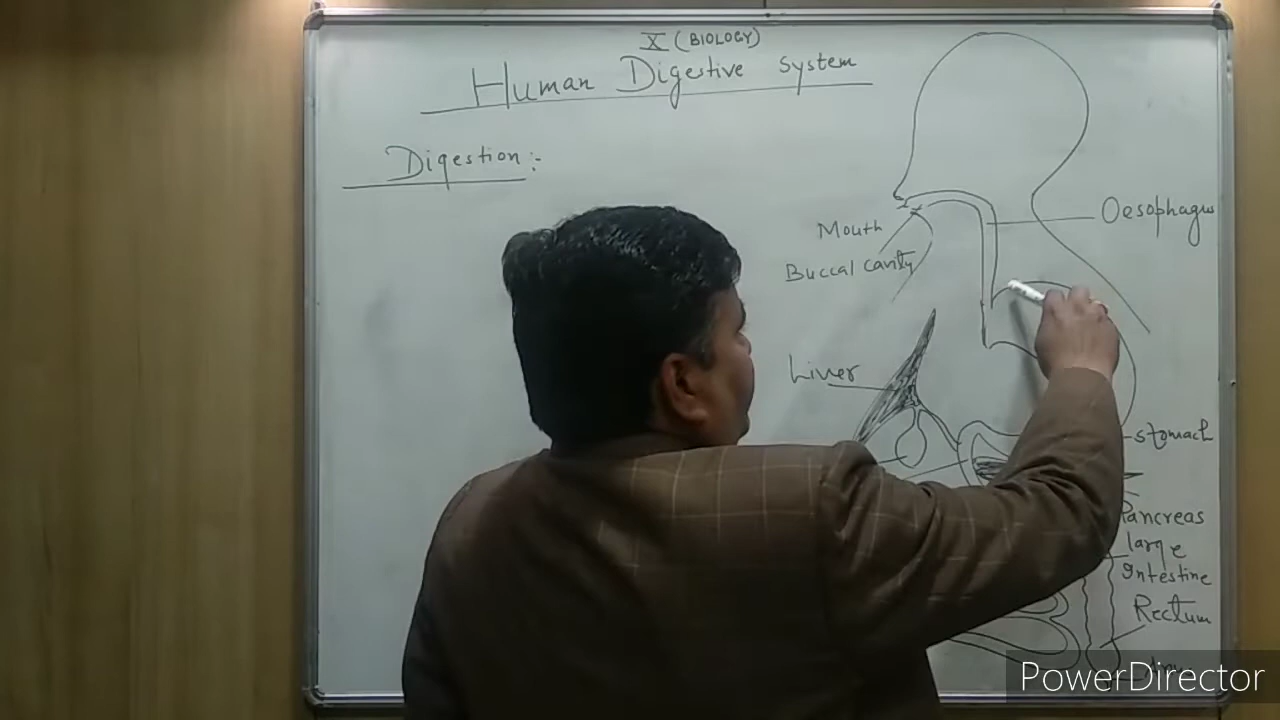 X (BIOLOGY)
Human Digestive System
Digestion :-
Oesophagus
Mouth
Buccal cavity
Liver
Stomach
Pancreas
large
Intestine
Rectum
PowerDirector